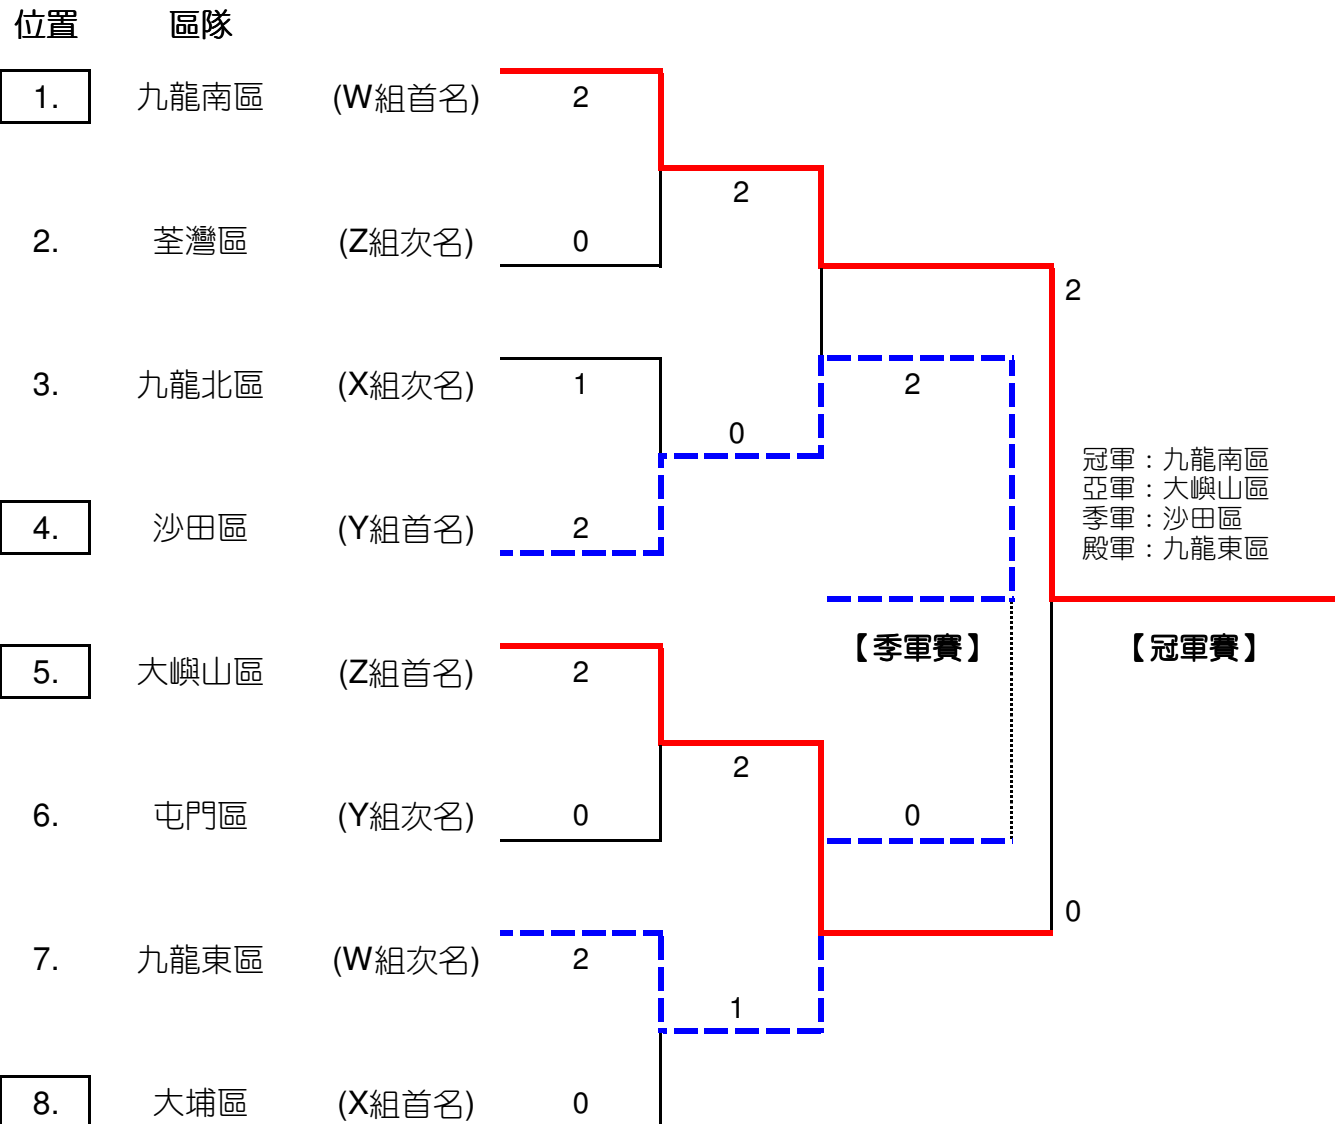 位置 區隊
1. 九龍南區 (W組首名) 2
2
2. 荃灣區 (Z組次名) 0
2
3. 九龍北區 (X組次名) 1 2
0
冠軍：九龍南區
亞軍：大嶼山區
季軍：沙田區
殿軍：九龍東區
4. 沙田區 (Y組首名) 2
【季軍賽】 【冠軍賽】
5. 大嶼山區 (Z組首名) 2
2
6. 屯門區 (Y組次名) 0 0
0
7. 九龍東區 (W組次名) 2
1
8. 大埔區 (X組首名) 0